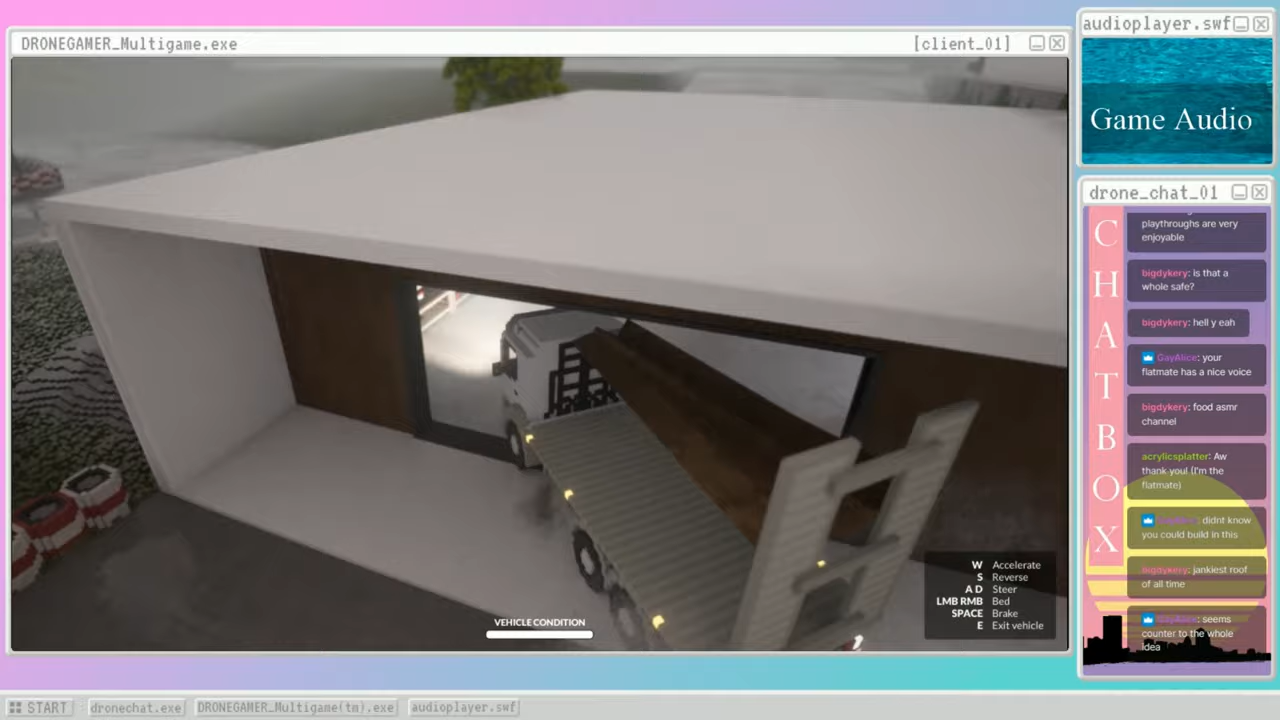 DRONEGAMER_Multigame.exe
[client_01]
VEHICLE CONDITION
W Accelerate
S Reverse
A D Steer
LMB RMB Bed
SPACE Brake
E Exit vehicle
audioplayer.swf
Game Audio
drone_chat_01
CHATBOX
playthroughs are very
enjoyable
bigdykery: is that a
whole safe?
bigdykery: hell y eah
GayAlice: your
flatmate has a nice voice
bigdykery: food asmr
channel
acrylicsplatter: Aw
thank you! (I'm the
flatmate)
GayAlice: didnt know
you could build in this
bigdykery: jankiest roof
of all time
GayAlice: seems
counter to the whole
idea
START
dronechat.exe
DRONEGAMER_Multigame(tm).exe
audioplayer.swf